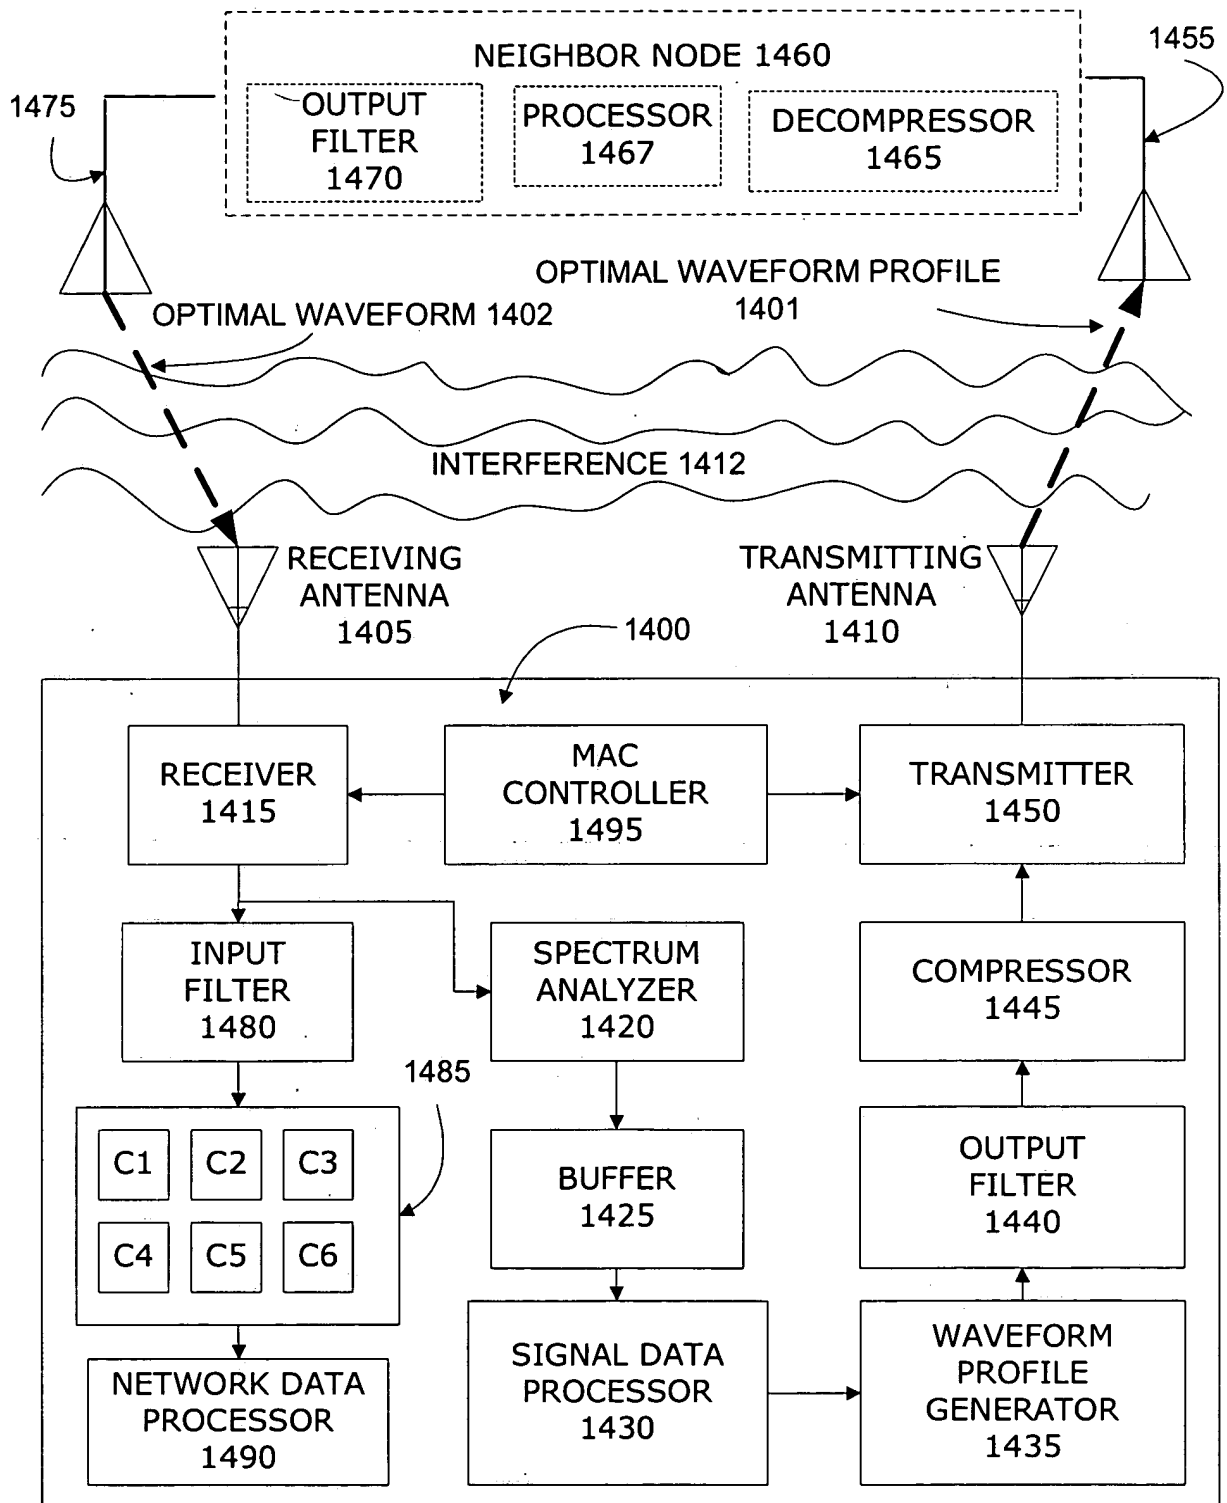 1455
NEIGHBOR NODE 1460
1475
OUTPUT
FILTER
1470
PROCESSOR
1467
DECOMPRESSOR
1465
OPTIMAL WAVEFORM PROFILE
1401
OPTIMAL WAVEFORM 1402
INTERFERENCE 1412
RECEIVING
ANTENNA
1405
TRANSMITTING
ANTENNA
1410
1400
RECEIVER
1415
MAC
CONTROLLER
1495
TRANSMITTER
1450
INPUT
FILTER
1480
SPECTRUM
ANALYZER
1420
COMPRESSOR
1445
1485
C1 C2 C3
C4 C5 C6
BUFFER
1425
OUTPUT
FILTER
1440
NETWORK DATA
PROCESSOR
1490
SIGNAL DATA
PROCESSOR
1430
WAVEFORM
PROFILE
GENERATOR
1435